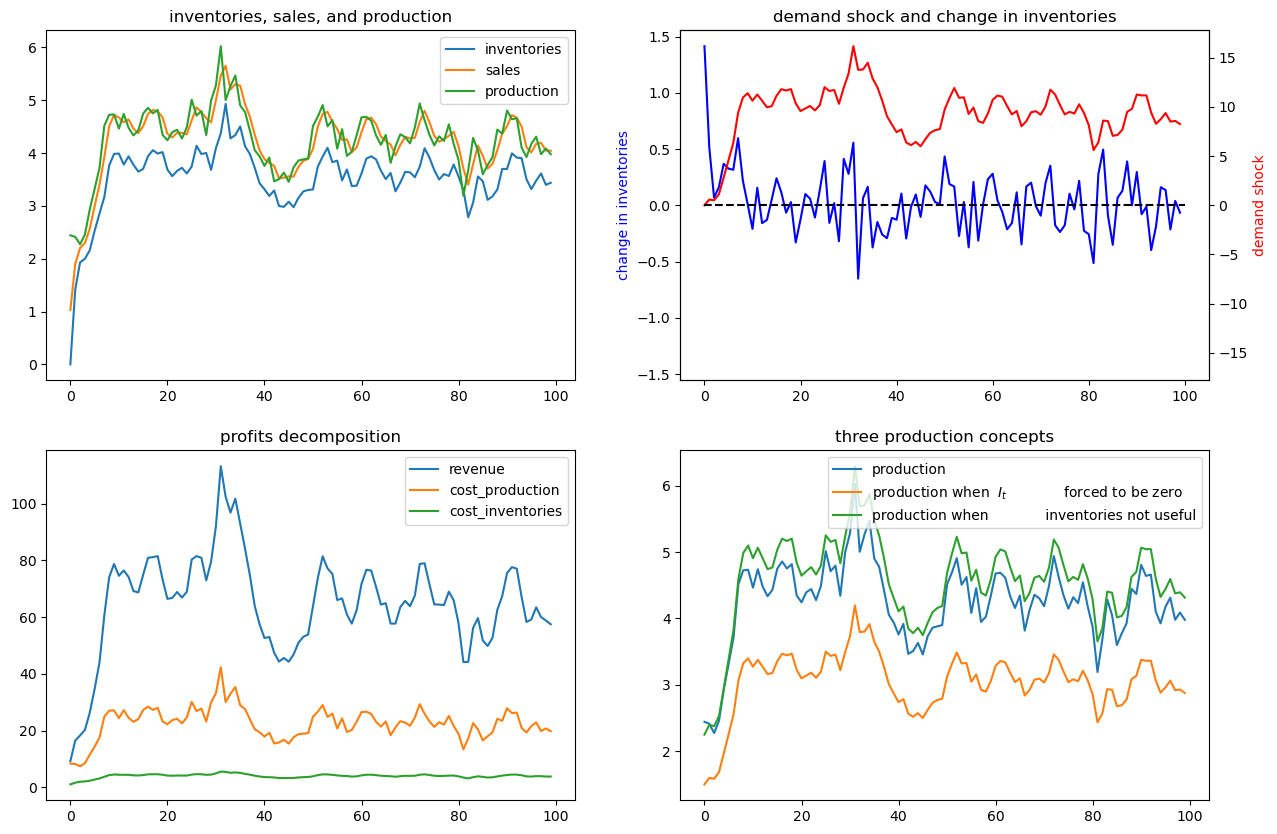 inventories, sales, and production
inventories
sales
production
6
5
4
3
2
1
0
0 20 40 60 80 100
demand shock and change in inventories
change in inventories
1.5
1.0
0.5
0.0
−0.5
−1.0
−1.5
15
10
5
0
−5
−10
−15
demand shock
0 20 40 60 80 100
profits decomposition
revenue
cost_production
cost_inventories
100
80
60
40
20
0
0 20 40 60 80 100
three production concepts
production
production when I_t forced to be zero
production when inventories not useful
6
5
4
3
2
0 20 40 60 80 100